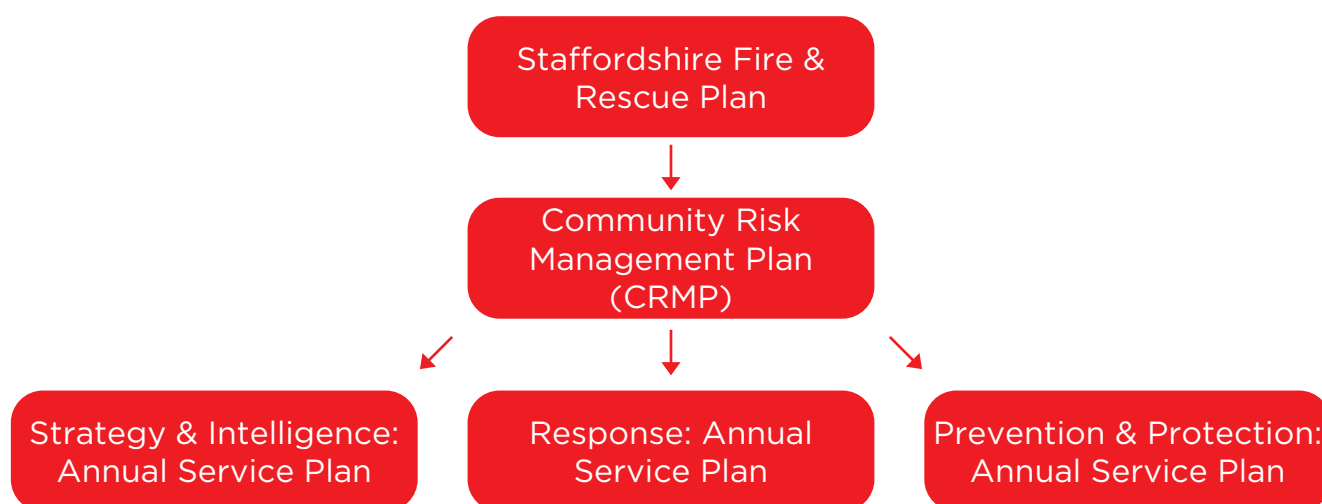 Staffordshire Fire &
Rescue Plan
Community Risk
Management Plan
(CRMP)
Strategy & Intelligence:
Annual Service Plan
Response: Annual
Service Plan
Prevention & Protection:
Annual Service Plan